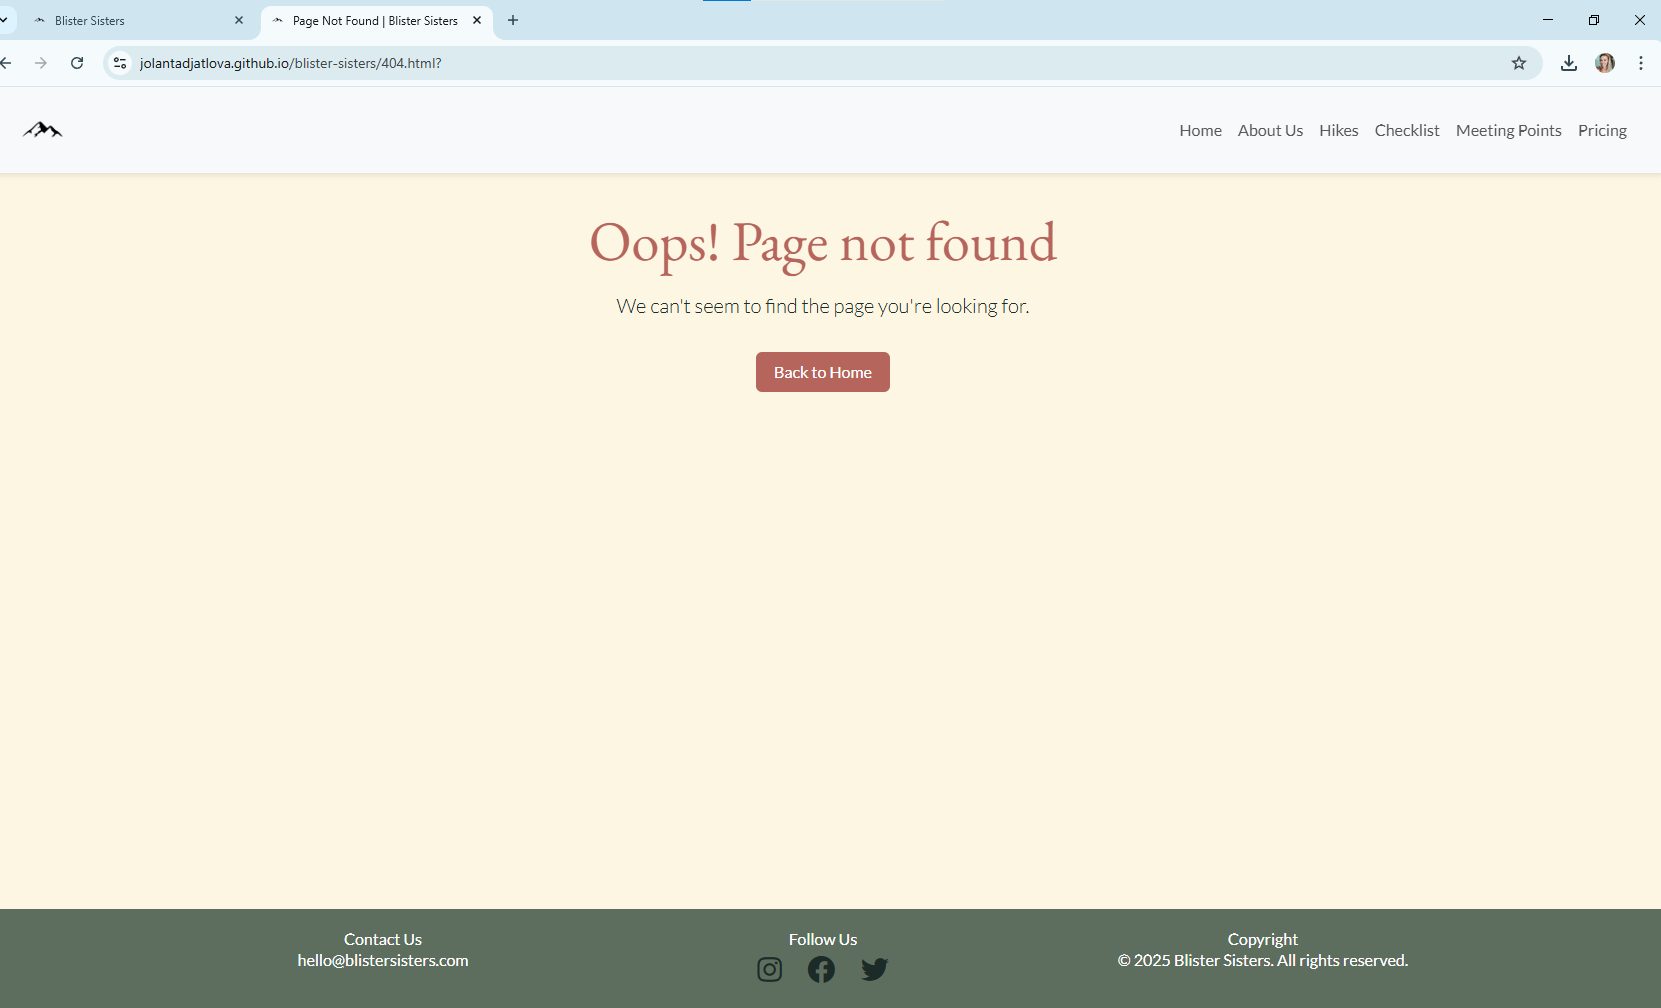 Blister Sisters
Page Not Found | Blister Sisters
jolantadjatlova.github.io/blister-sisters/404.html?
Home About Us Hikes Checklist Meeting Points Pricing
Oops! Page not found
We can't seem to find the page you're looking for.
Back to Home
Contact Us
hello@blistersisters.com
Follow Us
Copyright
© 2025 Blister Sisters. All rights reserved.